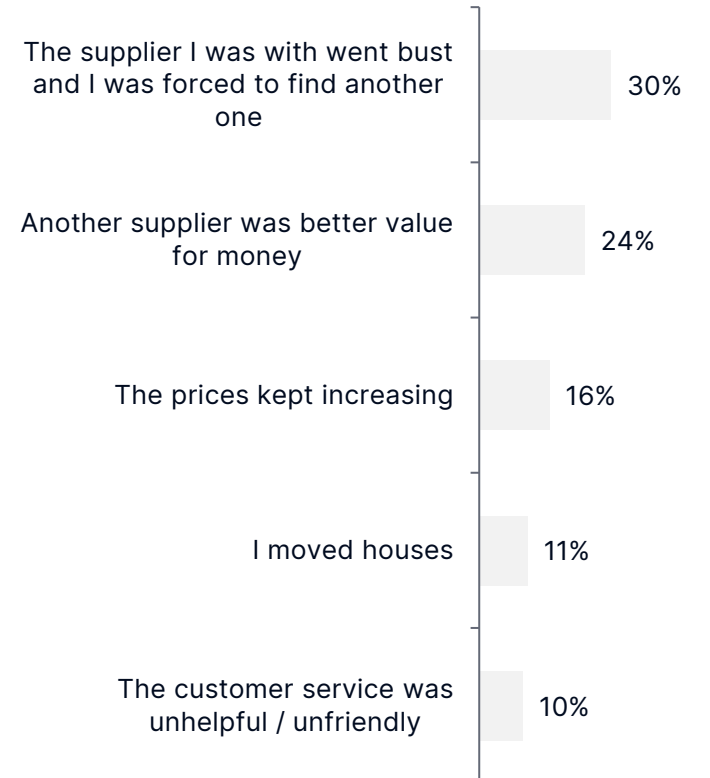 The supplier I was with went bust
and I was forced to find another
one
30%
Another supplier was better value
for money
24%
The prices kept increasing
16%
I moved houses
11%
The customer service was
unhelpful / unfriendly
10%